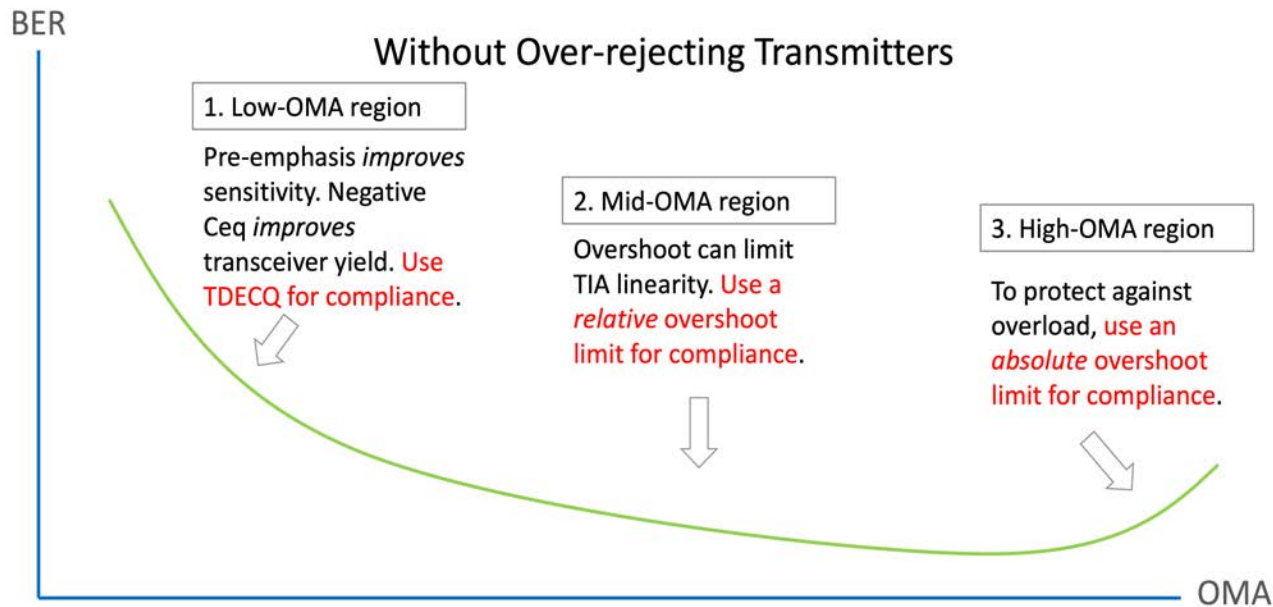 BER
Without Over-rejecting Transmitters
1. Low-OMA region
Pre-emphasis improves
sensitivity. Negative
Ceq improves
transceiver yield. Use
TDECQ for compliance.
2. Mid-OMA region
Overshoot can limit
TIA linearity. Use a
relative overshoot
limit for compliance.
3. High-OMA region
To protect against
overload, use an
absolute overshoot
limit for compliance.
OMA